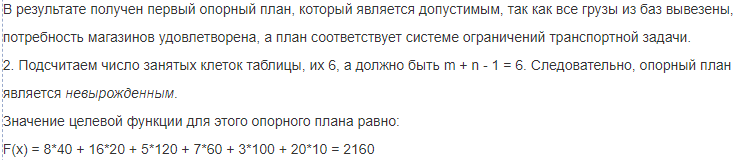 В результате получен первый опорный план, который является допустимым, так как все грузы из баз вывезены,
потребность магазинов удовлетворена, а план соответствует системе ограничений транспортной задачи.
2. Подсчитаем число занятых клеток таблицы, их 6, а должно быть m + n - 1 = 6. Следовательно, опорный план
является невырожденным.
Значение целевой функции для этого опорного плана равно:
F(x) = 8*40 + 16*20 + 5*120 + 7*60 + 3*100 + 20*10 = 2160